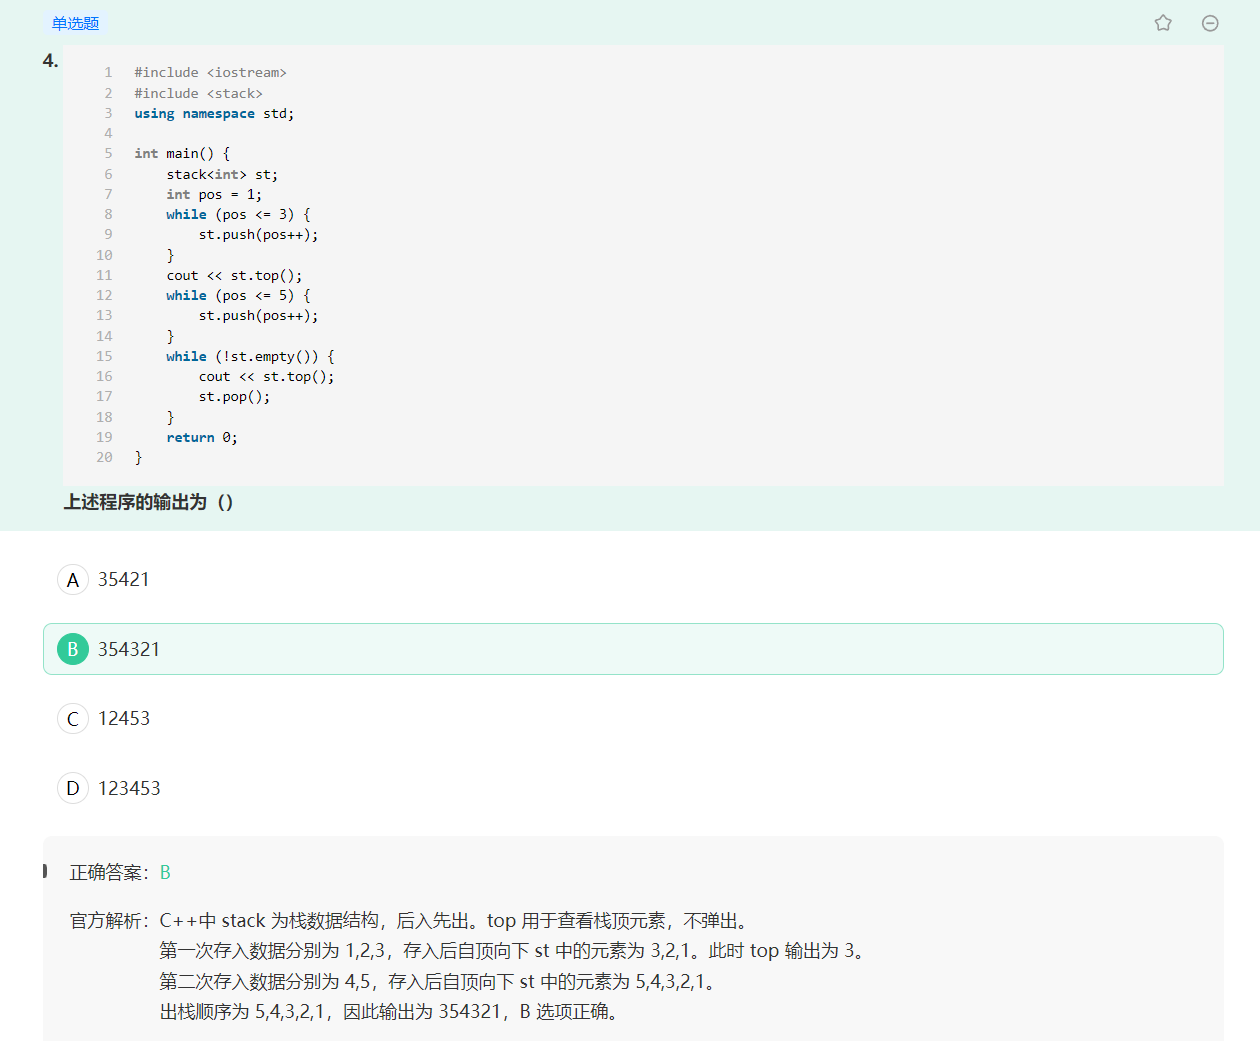 单选题
4.
1 #include <iostream>
2 #include <stack>
3 using namespace std;
4
5 int main() {
6     stack<int> st;
7     int pos = 1;
8     while (pos <= 3) {
9         st.push(pos++);
10     }
11     cout << st.top();
12     while (pos <= 5) {
13         st.push(pos++);
14     }
15     while (!st.empty()) {
16         cout << st.top();
17         st.pop();
18     }
19     return 0;
20 }
上述程序的输出为（）
A 35421
B 354321
C 12453
D 123453
正确答案：B
官方解析：C++中 stack 为栈数据结构，后入先出。top 用于查看栈顶元素，不弹出。
第一次存入数据分别为 1,2,3，存入后自顶向下 st 中的元素为 3,2,1。此时 top 输出为 3。
第二次存入数据分别为 4,5，存入后自顶向下 st 中的元素为 5,4,3,2,1。
出栈顺序为 5,4,3,2,1，因此输出为 354321，B 选项正确。